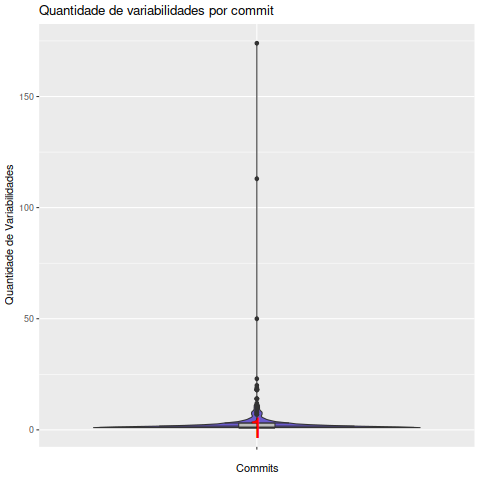 Quantidade de variabilidades por commit
Quantidade de Variabilidades
150
100
50
0
Commits